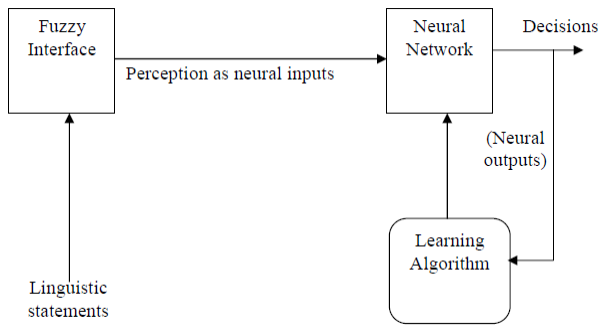 Fuzzy
Interface
Neural
Network
Decisions
Perception as neural inputs
(Neural
outputs)
Learning
Algorithm
Linguistic
statements